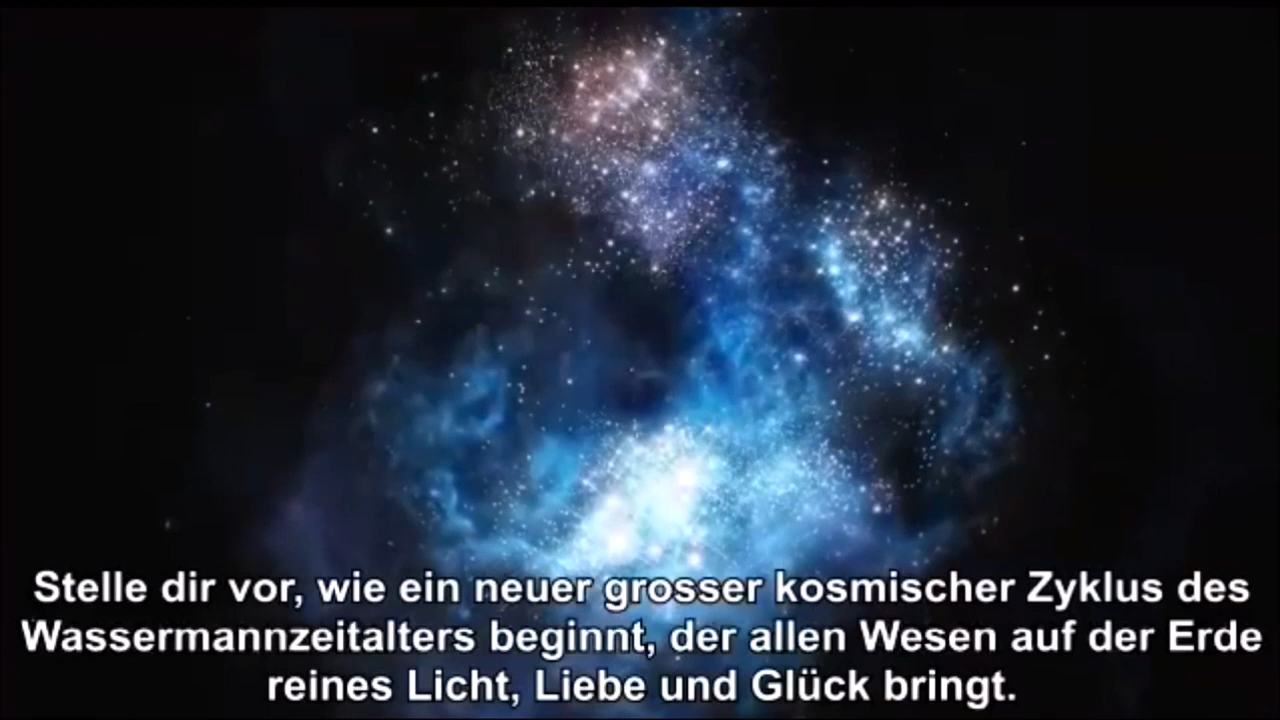 Stelle dir vor, wie ein neuer grosser kosmischer Zyklus des
Wassermannzeitalters beginnt, der allen Wesen auf der Erde
reines Licht, Liebe und Glück bringt.